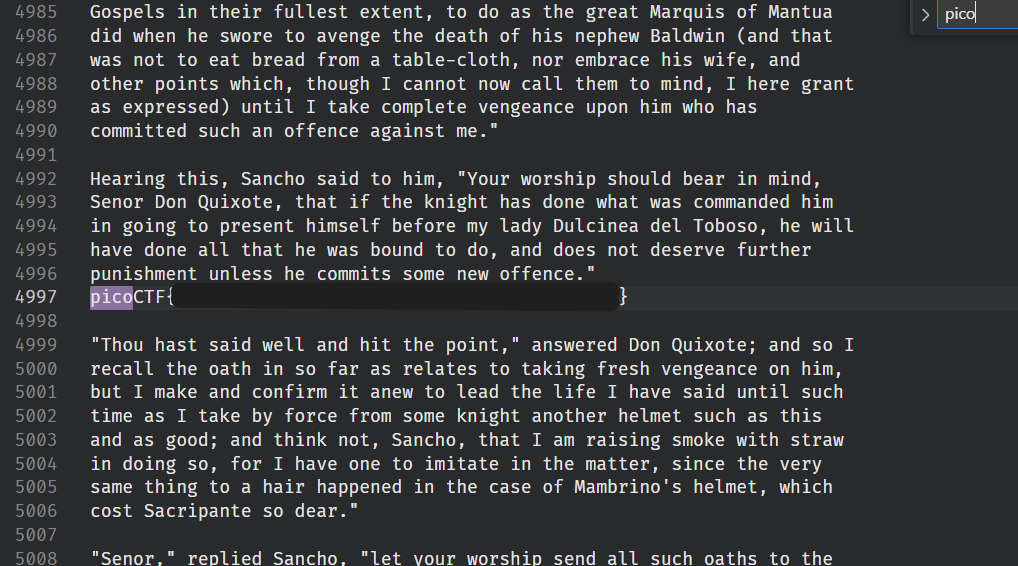 4985 Gospels in their fullest extent, to do as the great Marquis of Mantua
> pico
4986 did when he swore to avenge the death of his nephew Baldwin (and that
4987 was not to eat bread from a table-cloth, nor embrace his wife, and
4988 other points which, though I cannot now call them to mind, I here grant
4989 as expressed) until I take complete vengeance upon him who has
4990 committed such an offence against me."
4991
4992 Hearing this, Sancho said to him, "Your worship should bear in mind,
4993 Senor Don Quixote, that if the knight has done what was commanded him
4994 in going to present himself before my lady Dulcinea del Toboso, he will
4995 have done all that he was bound to do, and does not deserve further
4996 punishment unless he commits some new offence."
4997 picoCTF{ }
4998
4999 "Thou hast said well and hit the point," answered Don Quixote; and so I
5000 recall the oath in so far as relates to taking fresh vengeance on him,
5001 but I make and confirm it anew to lead the life I have said until such
5002 time as I take by force from some knight another helmet such as this
5003 and as good; and think not, Sancho, that I am raising smoke with straw
5004 in doing so, for I have one to imitate in the matter, since the very
5005 same thing to a hair happened in the case of Mambrino's helmet, which
5006 cost Sacripante so dear."
5007
5008 "Senor," replied Sancho, "let your worship send all such oaths to the